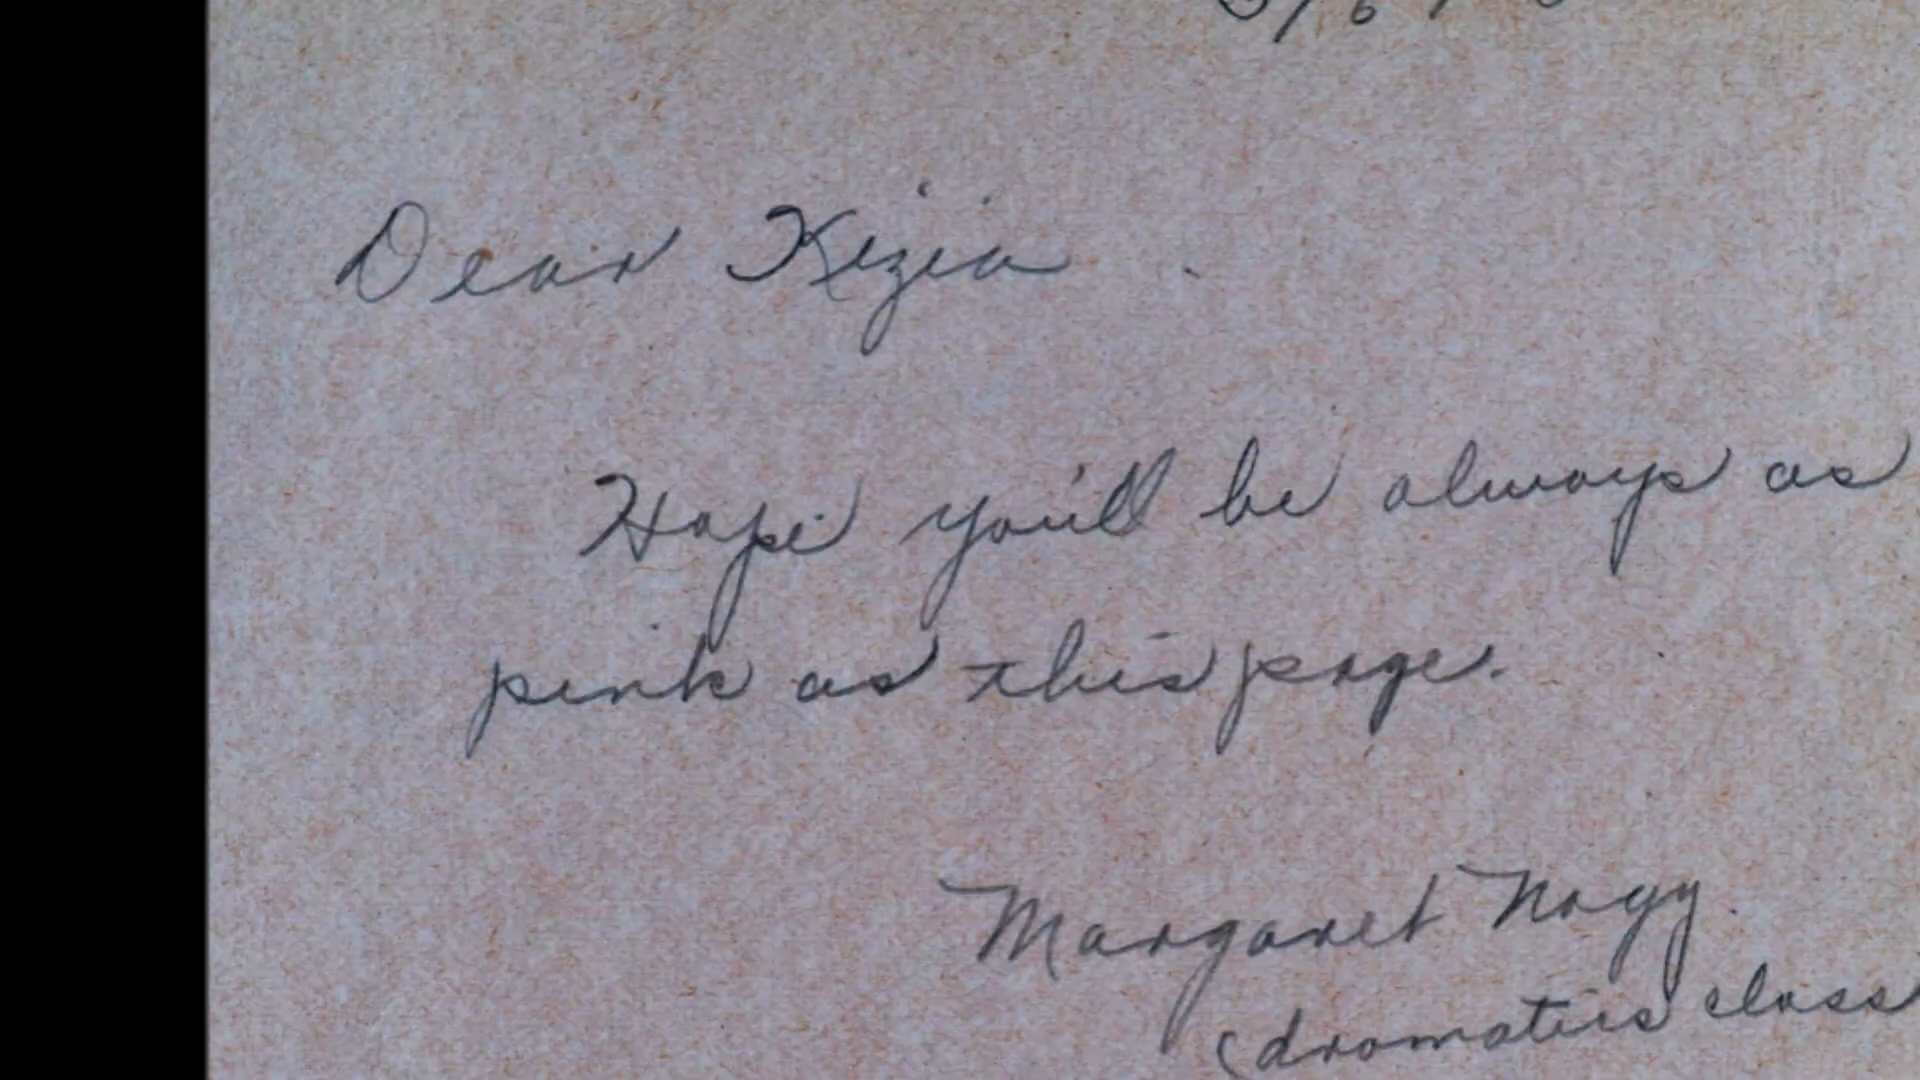 Dear Kizia
Hope you'll be always as
pink as this page.
Margaret Nagy
(dramatics class